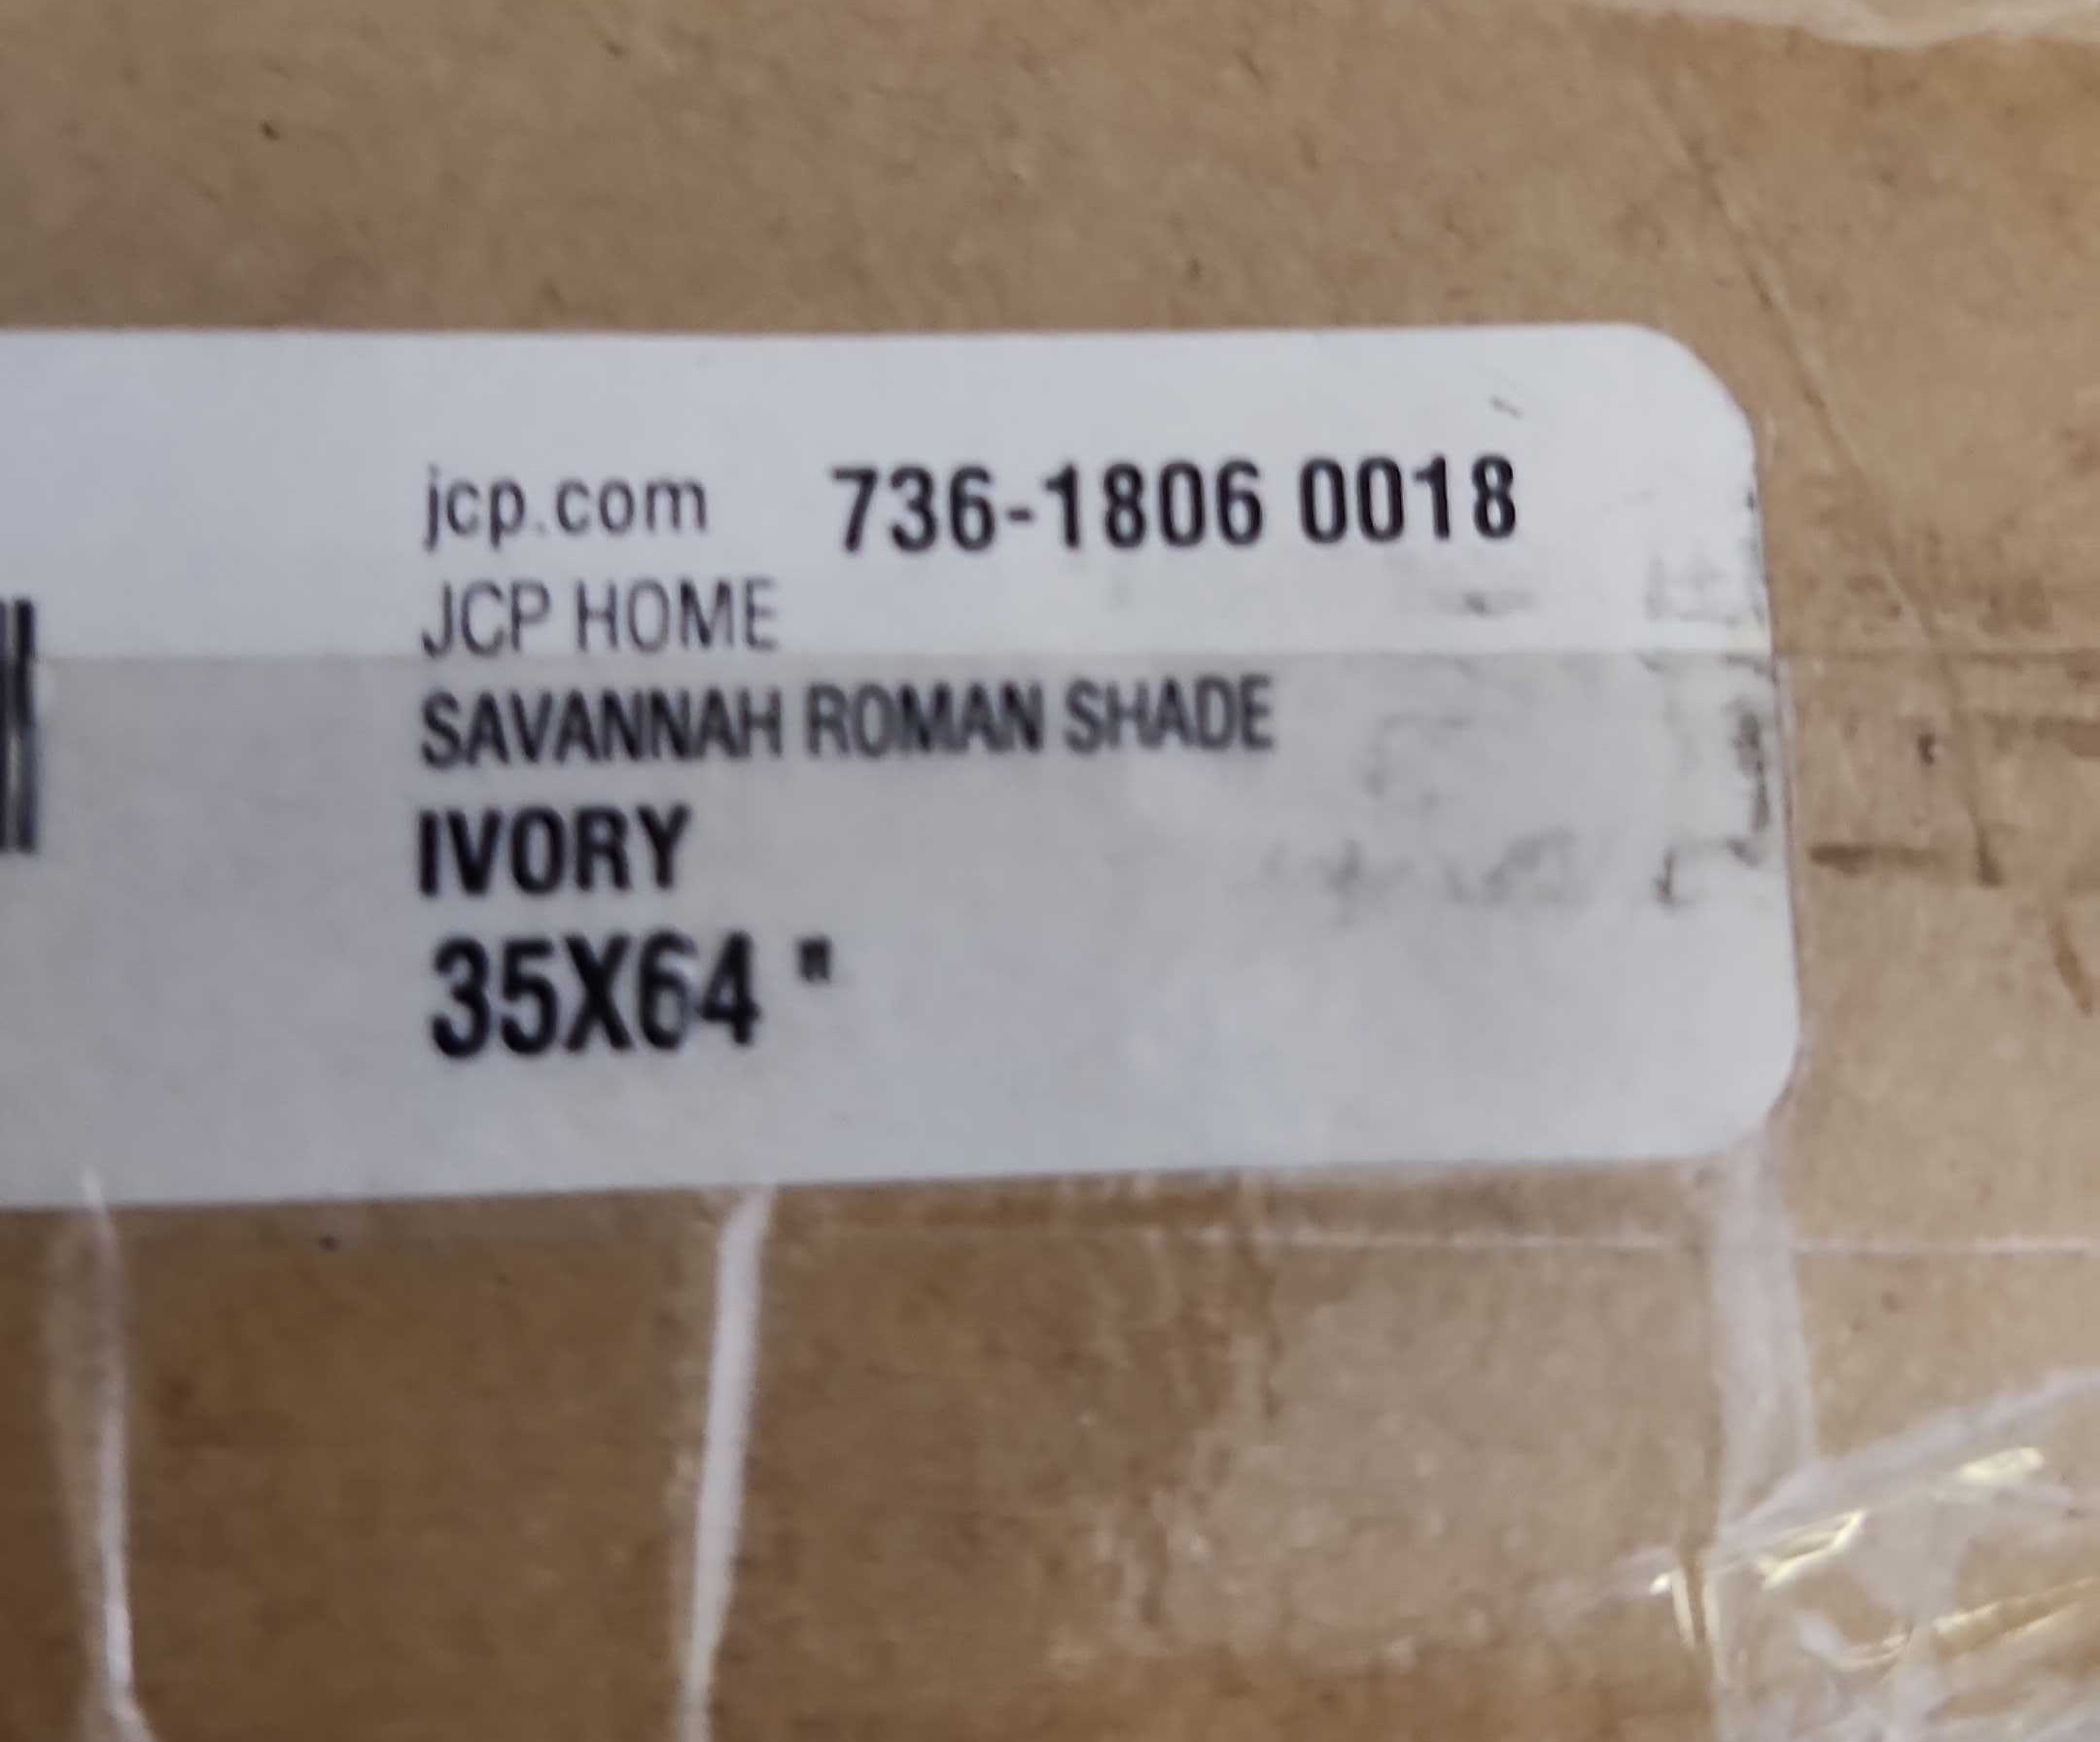 jcp.com 736-1806 0018
JCP HOME
SAVANNAH ROMAN SHADE
IVORY
35X64 "